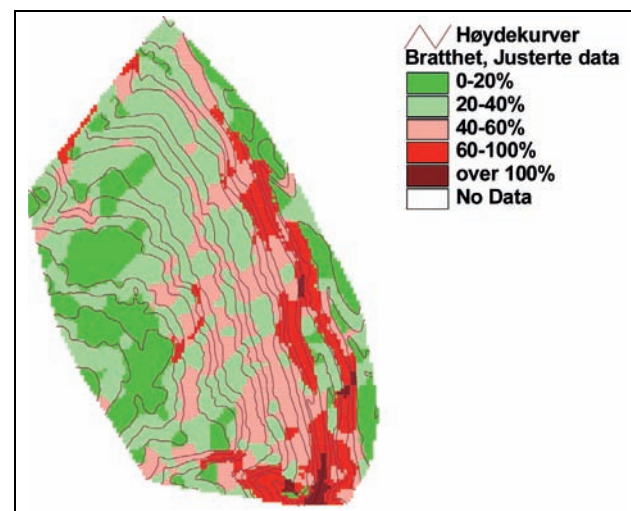 Høydekurver
Bratthet, Justerte data
0-20%
20-40%
40-60%
60-100%
over 100%
No Data